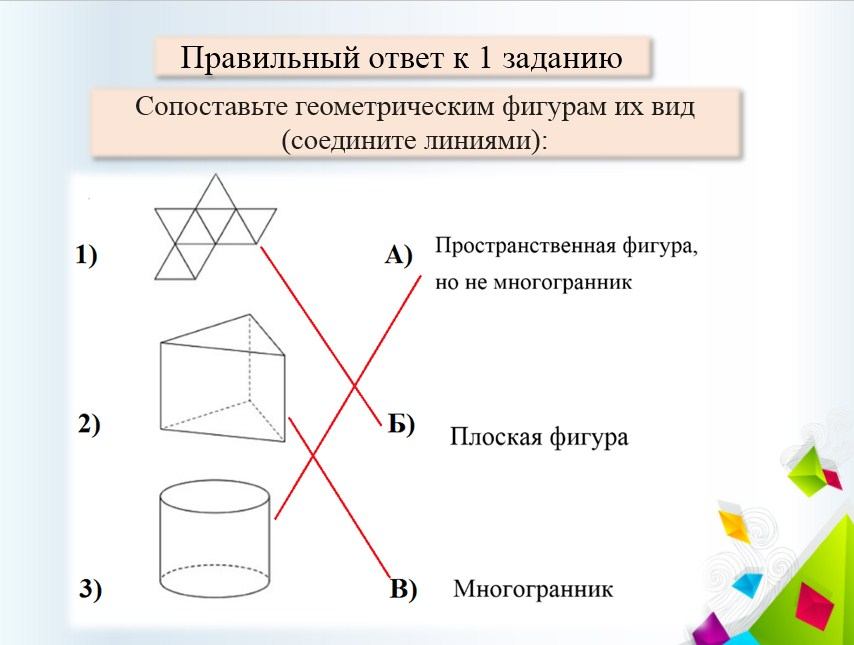 Правильный ответ к 1 заданию
Сопоставьте геометрическим фигурам их вид
(соедините линиями):
1)
А) Пространственная фигура,
но не многогранник
2)
Б) Плоская фигура
3)
В) Многогранник